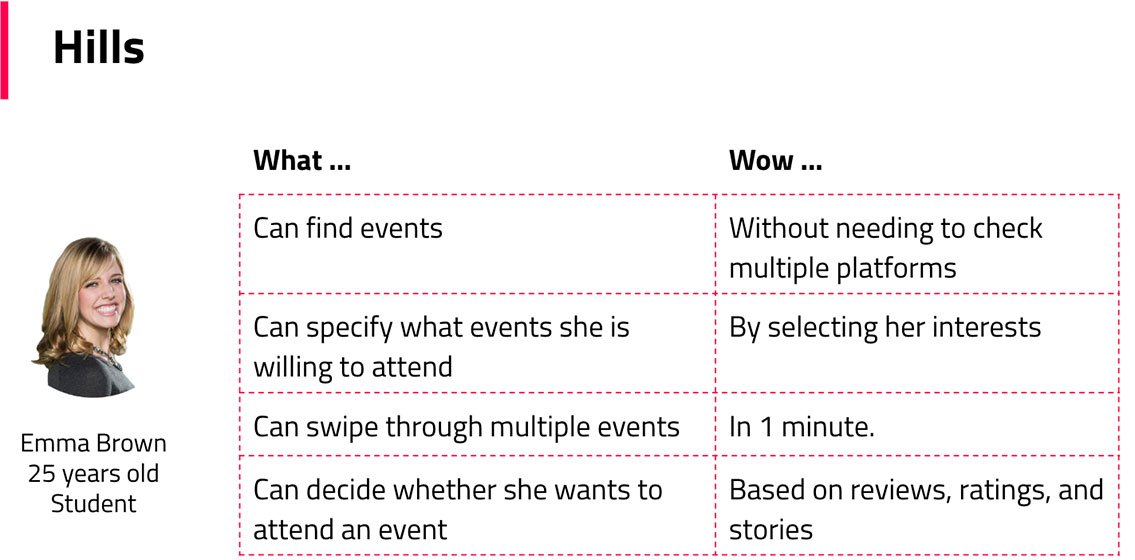 Hills
What ...
Wow ...
Can find events
Without needing to check
multiple platforms
Can specify what events she is
willing to attend
By selecting her interests
Can swipe through multiple events
In 1 minute.
Can decide whether she wants to
attend an event
Based on reviews, ratings, and
stories
Emma Brown
25 years old
Student